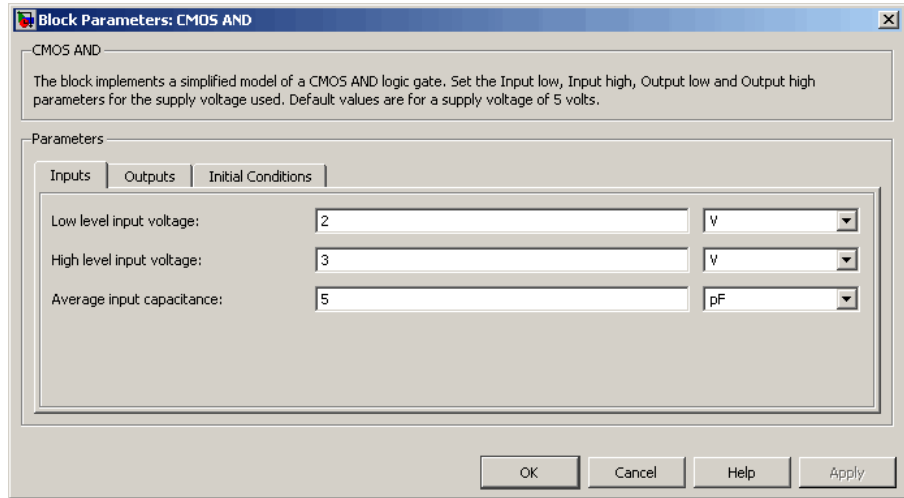 Block Parameters: CMOS AND
CMOS AND
The block implements a simplified model of a CMOS AND logic gate. Set the Input low, Input high, Output low and Output high
parameters for the supply voltage used. Default values are for a supply voltage of 5 volts.
Parameters
Inputs Outputs Initial Conditions
Low level input voltage: 2 V
High level input voltage: 3 V
Average input capacitance: 5 pF
OK Cancel Help Apply